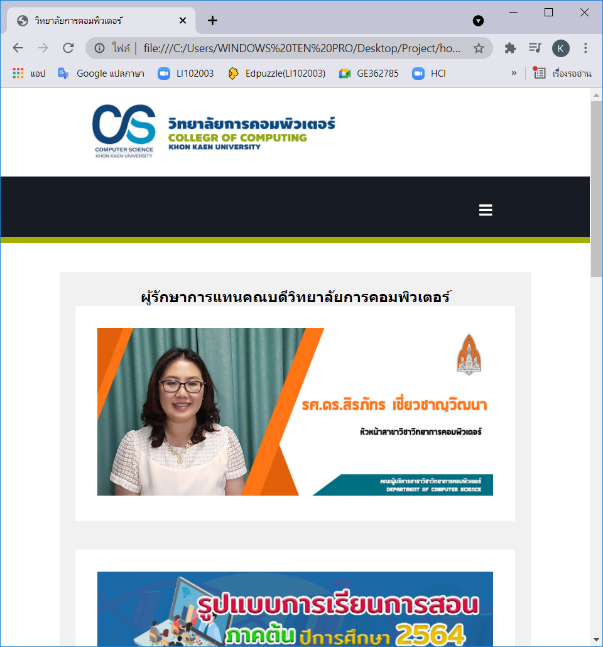 วิทยาลัยการคอมพิวเตอร์
ไฟล์ | file:///C:/Users/WINDOWS%20TEN%20PRO/Desktop/Project/ho...
K
แอป
Google แปลภาษา
LI102003
Edpuzzle(LI102003)
GE362785
HCI
»
เรื่องรออ่าน
CS
COMPUTER SCIENCE
KHON KAEN UNIVERSITY
วิทยาลัยการคอมพิวเตอร์
COLLEGR OF COMPUTING
KHON KAEN UNIVERSITY
ผู้รักษาการแทนคณบดีวิทยาลัยการคอมพิวเตอร์
รศ.ดร.สิรภัทร เชี่ยวชาญวัฒนา
หัวหน้าสาขาวิชาวิทยาการคอมพิวเตอร์
คณะผู้บริหารสาขาวิชาวิทยาการคอมพิวเตอร์
DEPARTMENT OF COMPUTER SCIENCE
รูปแบบการเรียนการสอน
ภาคต้น ปีการศึกษา 2564